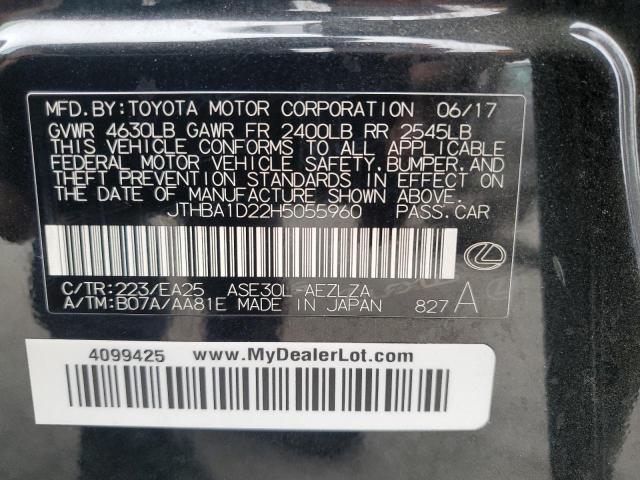 MFD. BY: TOYOTA MOTOR CORPORATION 06/17
GVWR 4630LB GAWR FR 2400LB RR 2545LB
THIS VEHICLE CONFORMS TO ALL APPLICABLE
FEDERAL MOTOR VEHICLE SAFETY, BUMPER, AND
THEFT PREVENTION STANDARDS IN EFFECT ON
THE DATE OF MANUFACTURE SHOWN ABOVE.
JTHBA1D22H5055960 PASS. CAR
C/TR: 223/EA25 ASE30L-AEZLZA
A/TM: B07A/AA81E MADE IN JAPAN 827 A
4099425 www.MyDealerLot.com